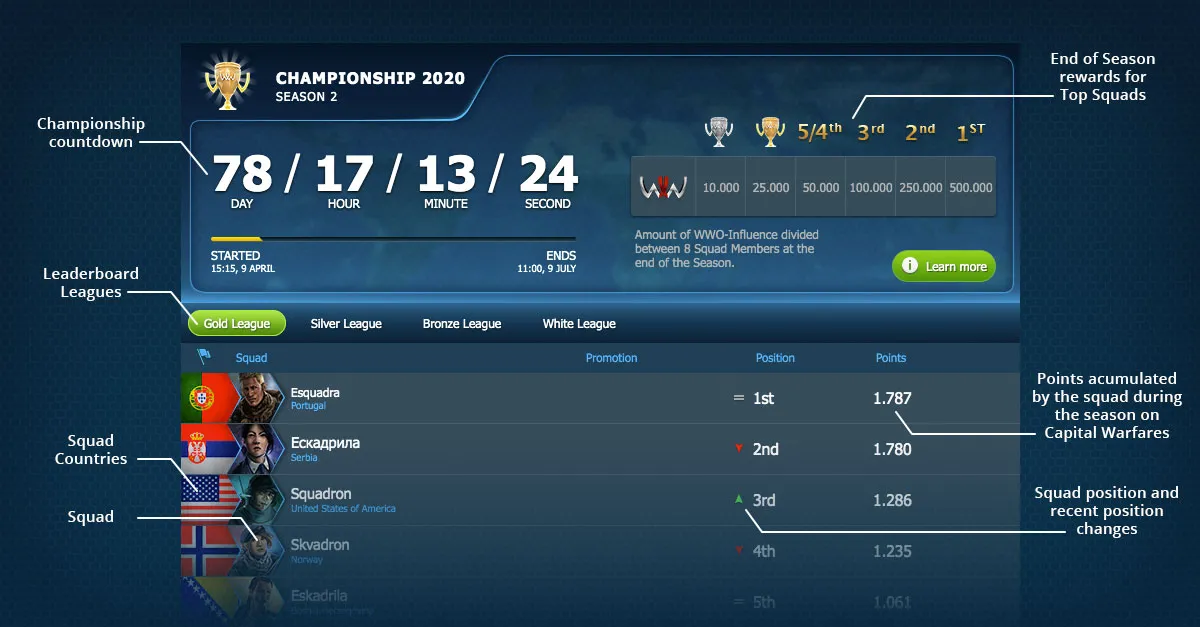 CHAMPIONSHIP 2020
SEASON 2
End of Season
rewards for
Top Squads
Championship
countdown
5/4th 3rd 2nd 1ST
78 / 17 / 13 / 24
DAY HOUR MINUTE SECOND
WW 10.000 25.000 50.000 100.000 250.000 500.000
Amount of WWO-Influence divided
between 8 Squad Members at the
end of the Season.
STARTED ENDS
15:15, 9 APRIL 11:00, 9 JULY
Learn more
Leaderboard
Leagues
Gold League Silver League Bronze League White League
Squad Promotion Position Points
Esquadra
Portugal
= 1st 1.787
Points acumulated
by the squad during
the season on
Capital Warfares
Ескадрила
Serbia
2nd 1.780
Squad
Countries
Squadron
United States of America
3rd 1.286
Squad position and
recent position
changes
Squad
Skvadron
Norway
4th 1.235
Eskadrila
= 5th 1.061